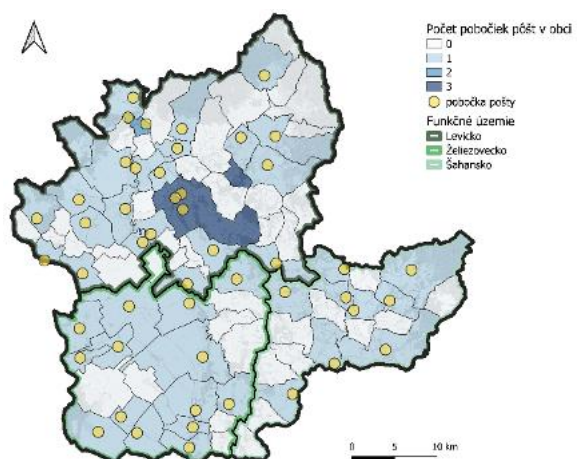 Počet pobočiek pôšt v obci
0
1
2
3
pobočka pošty
Funkčné územie
Levicko
Želiezovecko
Šahansko
0 5 10 km